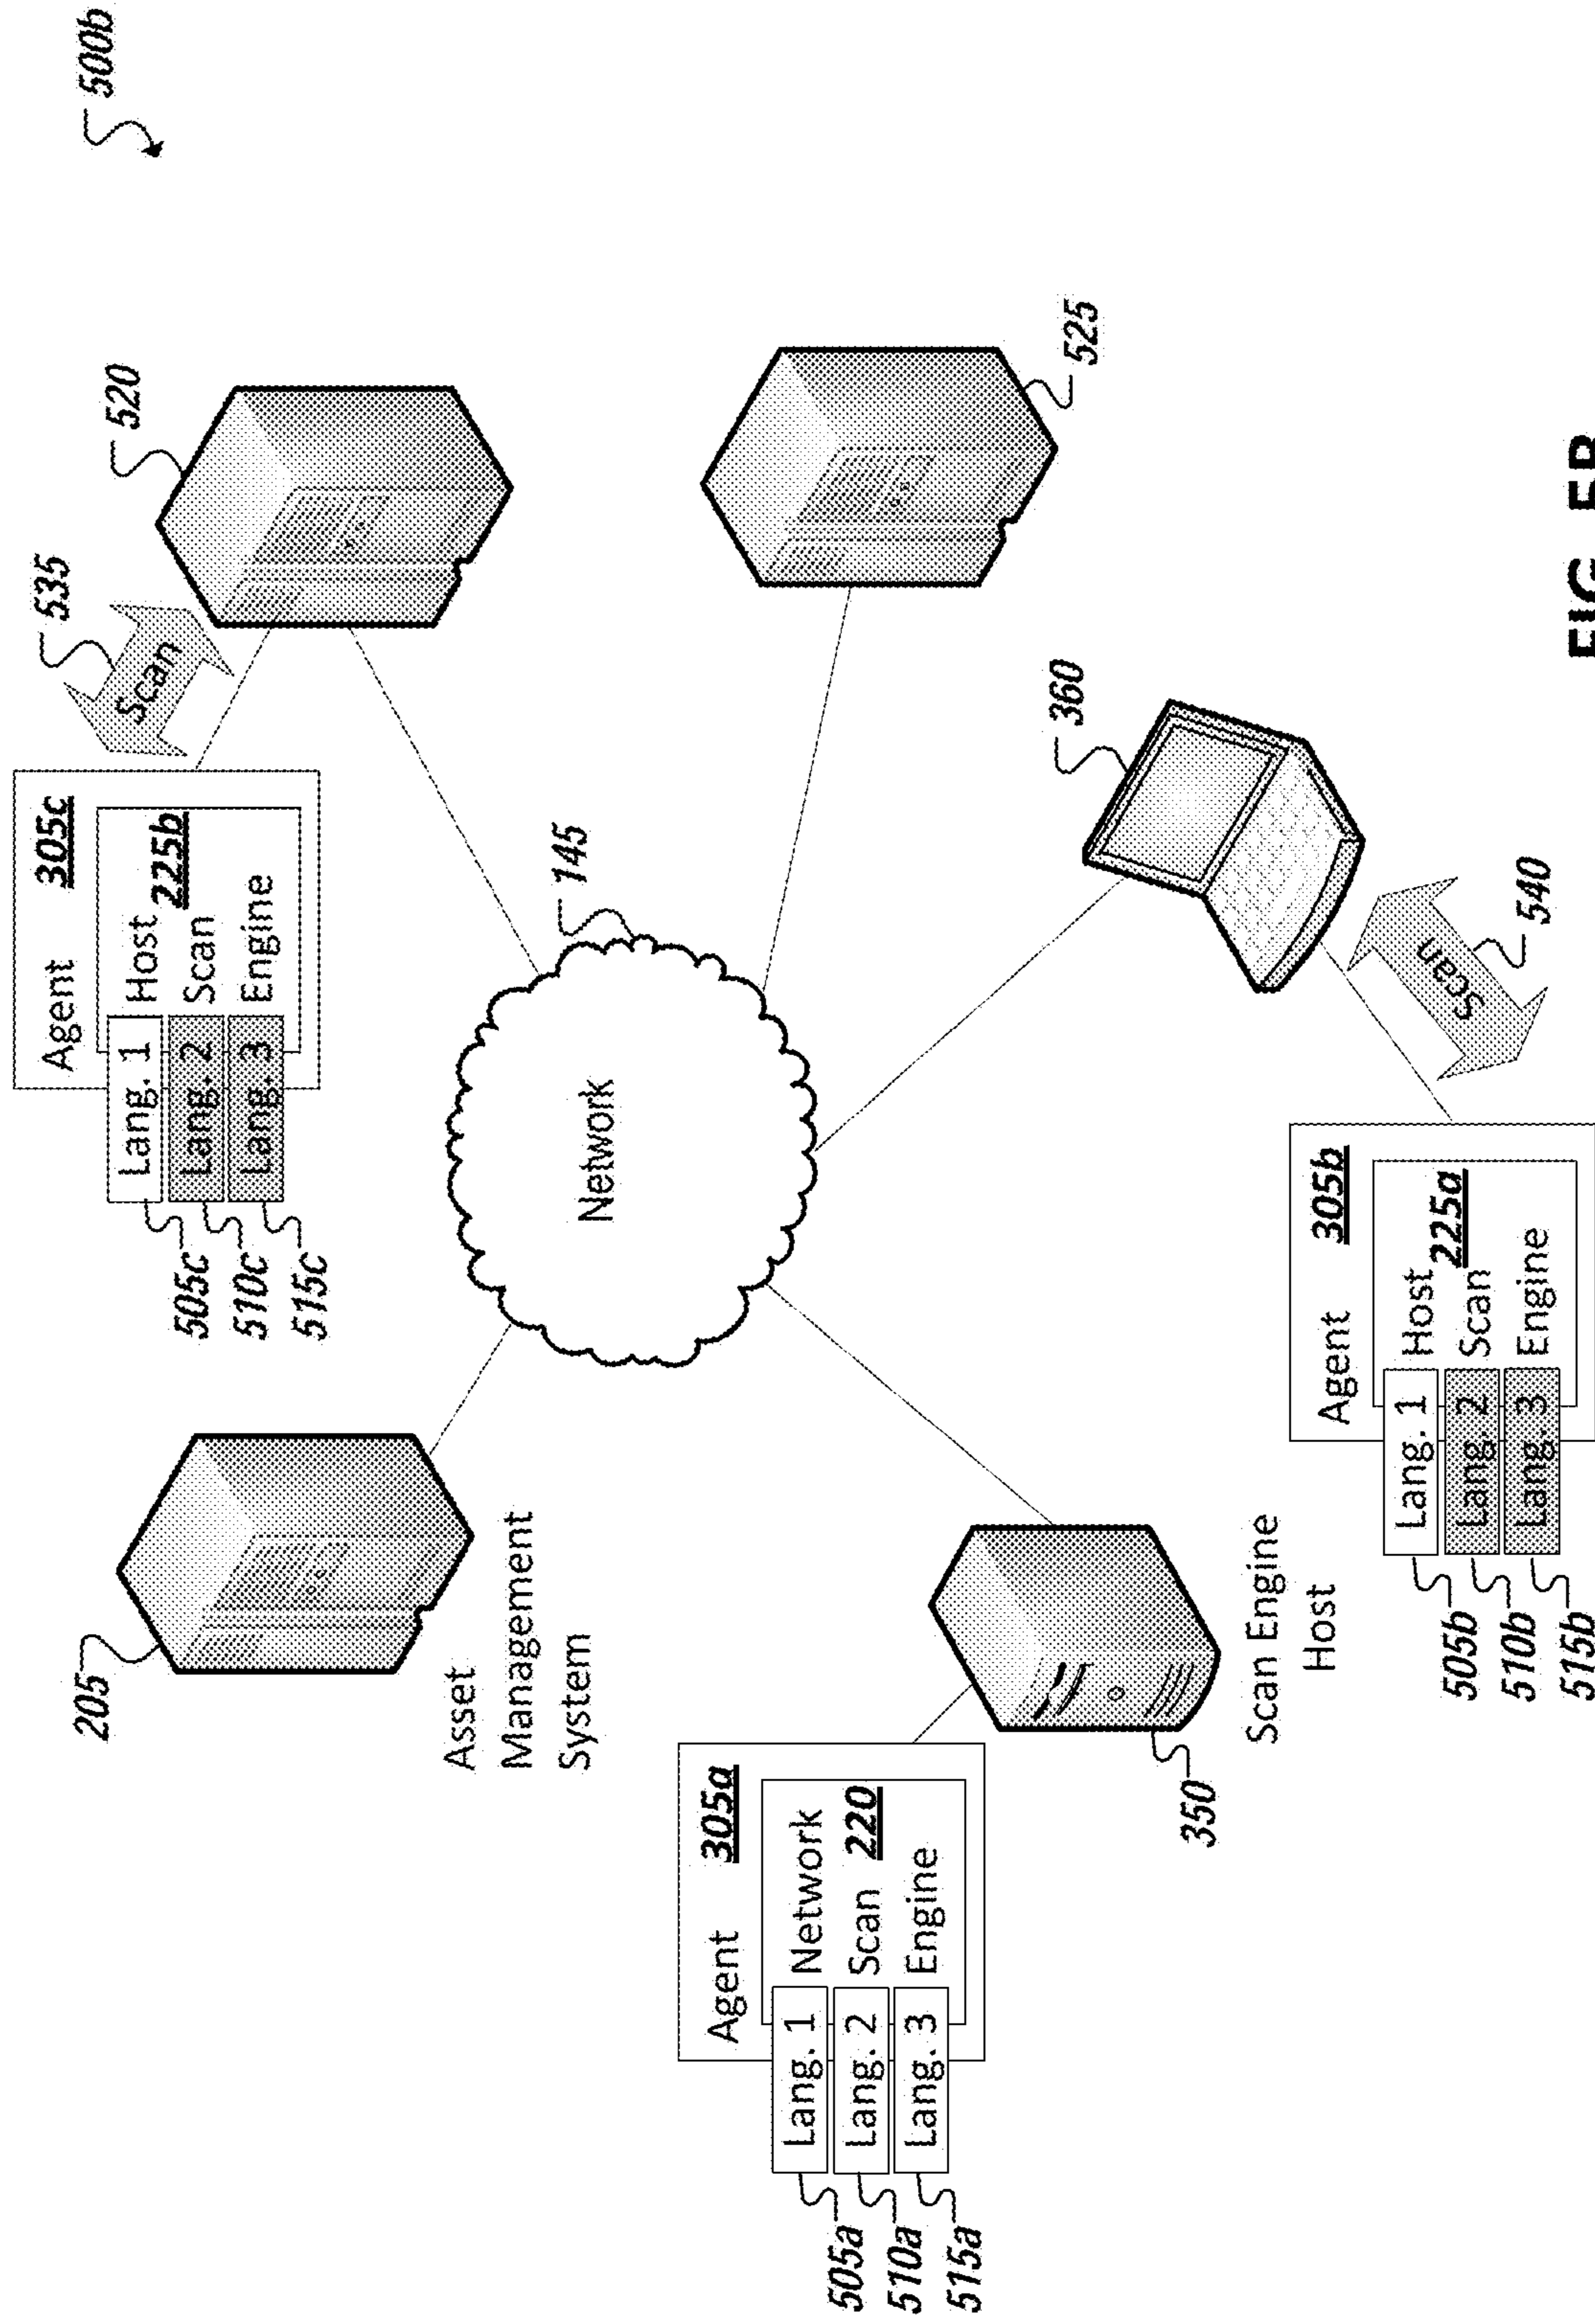 500b
535
520
Scan
Agent 305c
Lang. 1 Host
225b
Lang. 2 Scan
Lang. 3 Engine
505c
510c
515c
205
Asset
Management
System
145
Network
525
360
Agent 305a
Lang. 1 Network
Lang. 2 Scan 220
Lang. 3 Engine
505a
510a
515a
350
Scan Engine
Host
Scan
540
Agent 305b
Lang. 1 Host
225a
Lang. 2 Scan
Lang. 3 Engine
505b
510b
515b